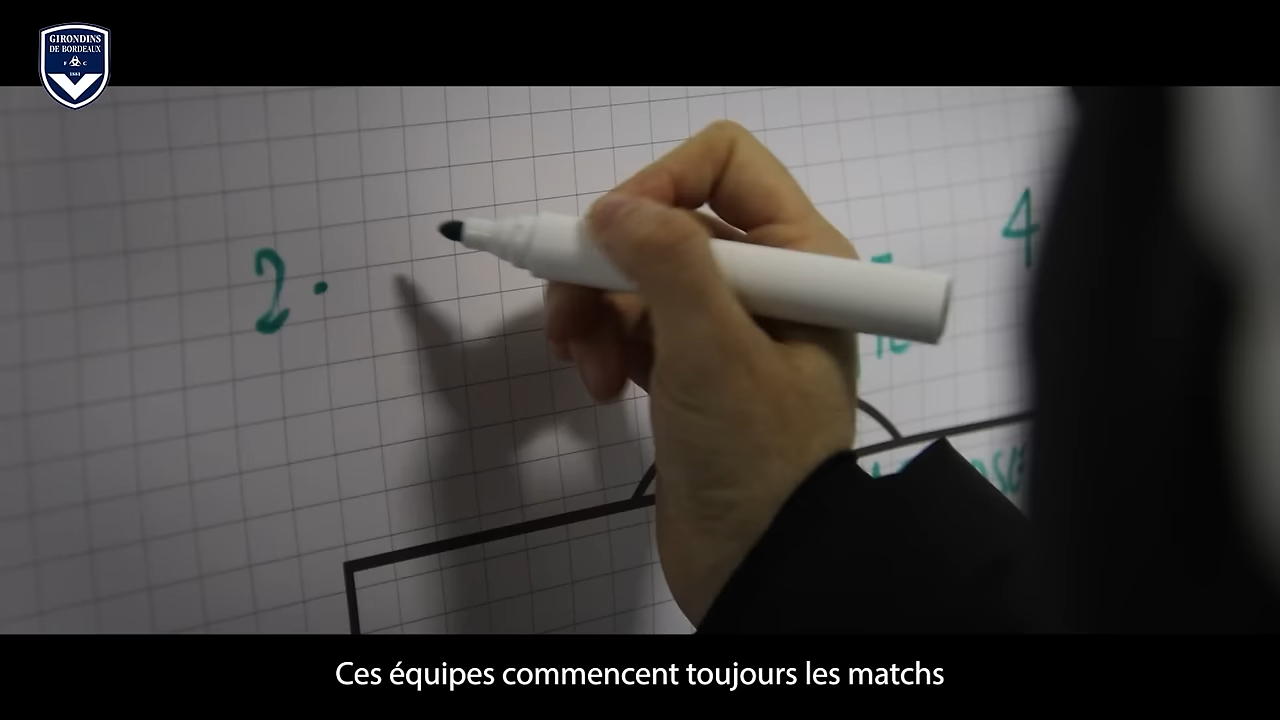 GIRONDINS
DE BORDEAUX
F C
1881
2.
4
Ces équipes commencent toujours les matchs